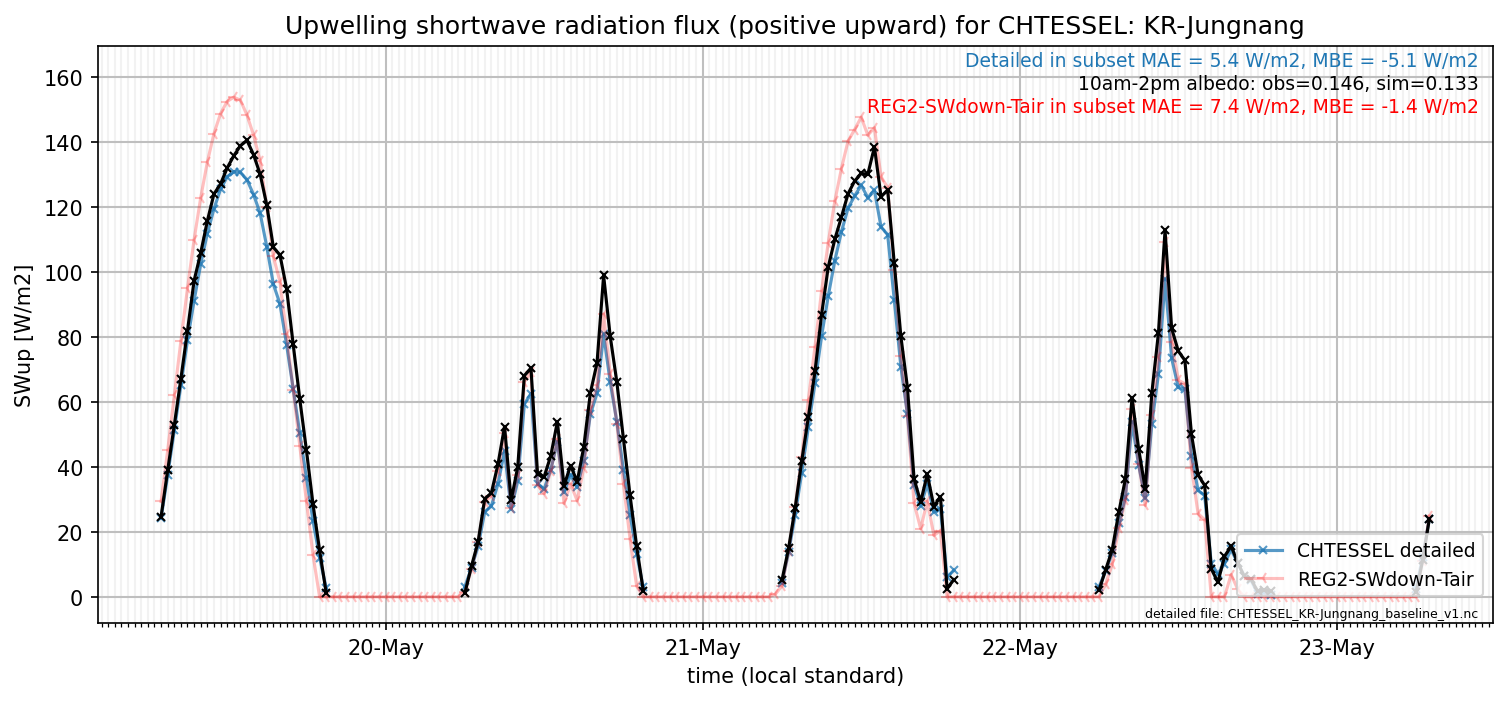 Upwelling shortwave radiation flux (positive upward) for CHTESSEL: KR-Jungnang
Detailed in subset MAE = 5.4 W/m2, MBE = -5.1 W/m2
10am-2pm albedo: obs=0.146, sim=0.133
REG2-SWdown-Tair in subset MAE = 7.4 W/m2, MBE = -1.4 W/m2
SWup [W/m2]
160
140
120
100
80
60
40
20
0
CHTESSEL detailed
REG2-SWdown-Tair
detailed file: CHTESSEL_KR-Jungnang_baseline_v1.nc
20-May
21-May
22-May
23-May
time (local standard)